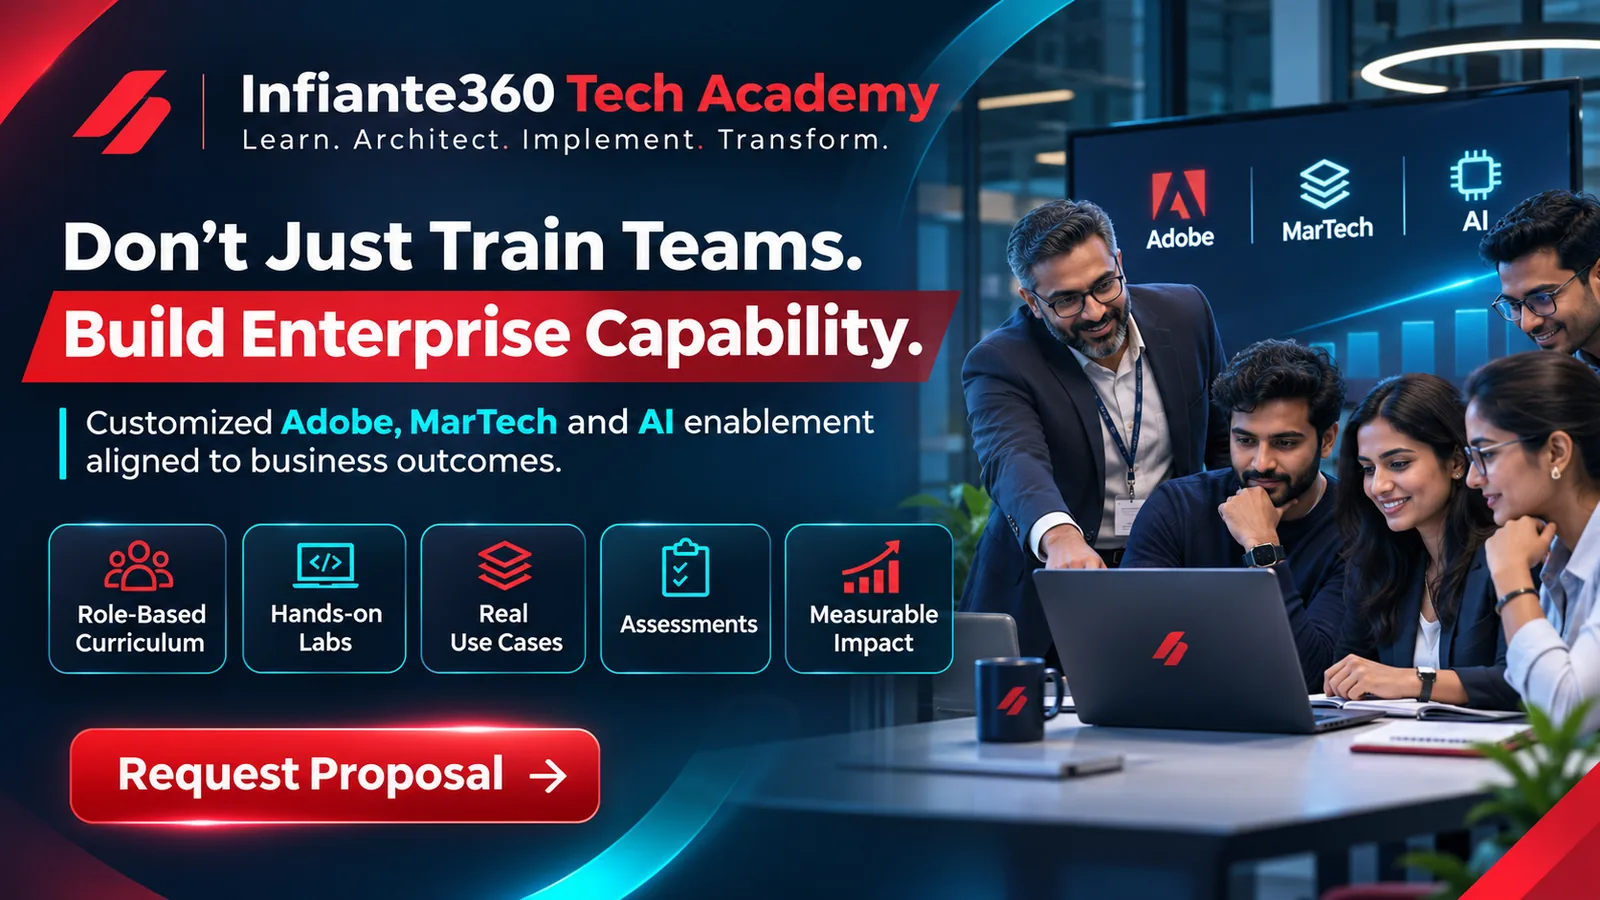 Infiante360 Tech Academy
Learn. Architect. Implement. Transform.
Don't Just Train Teams.
Build Enterprise Capability.
Customized Adobe, MarTech and AI enablement
aligned to business outcomes.
Role-Based
Curriculum
Hands-on
Labs
</>
Real
Use Cases
Assessments
Measurable
Impact
Request Proposal →
Adobe
MarTech
AI